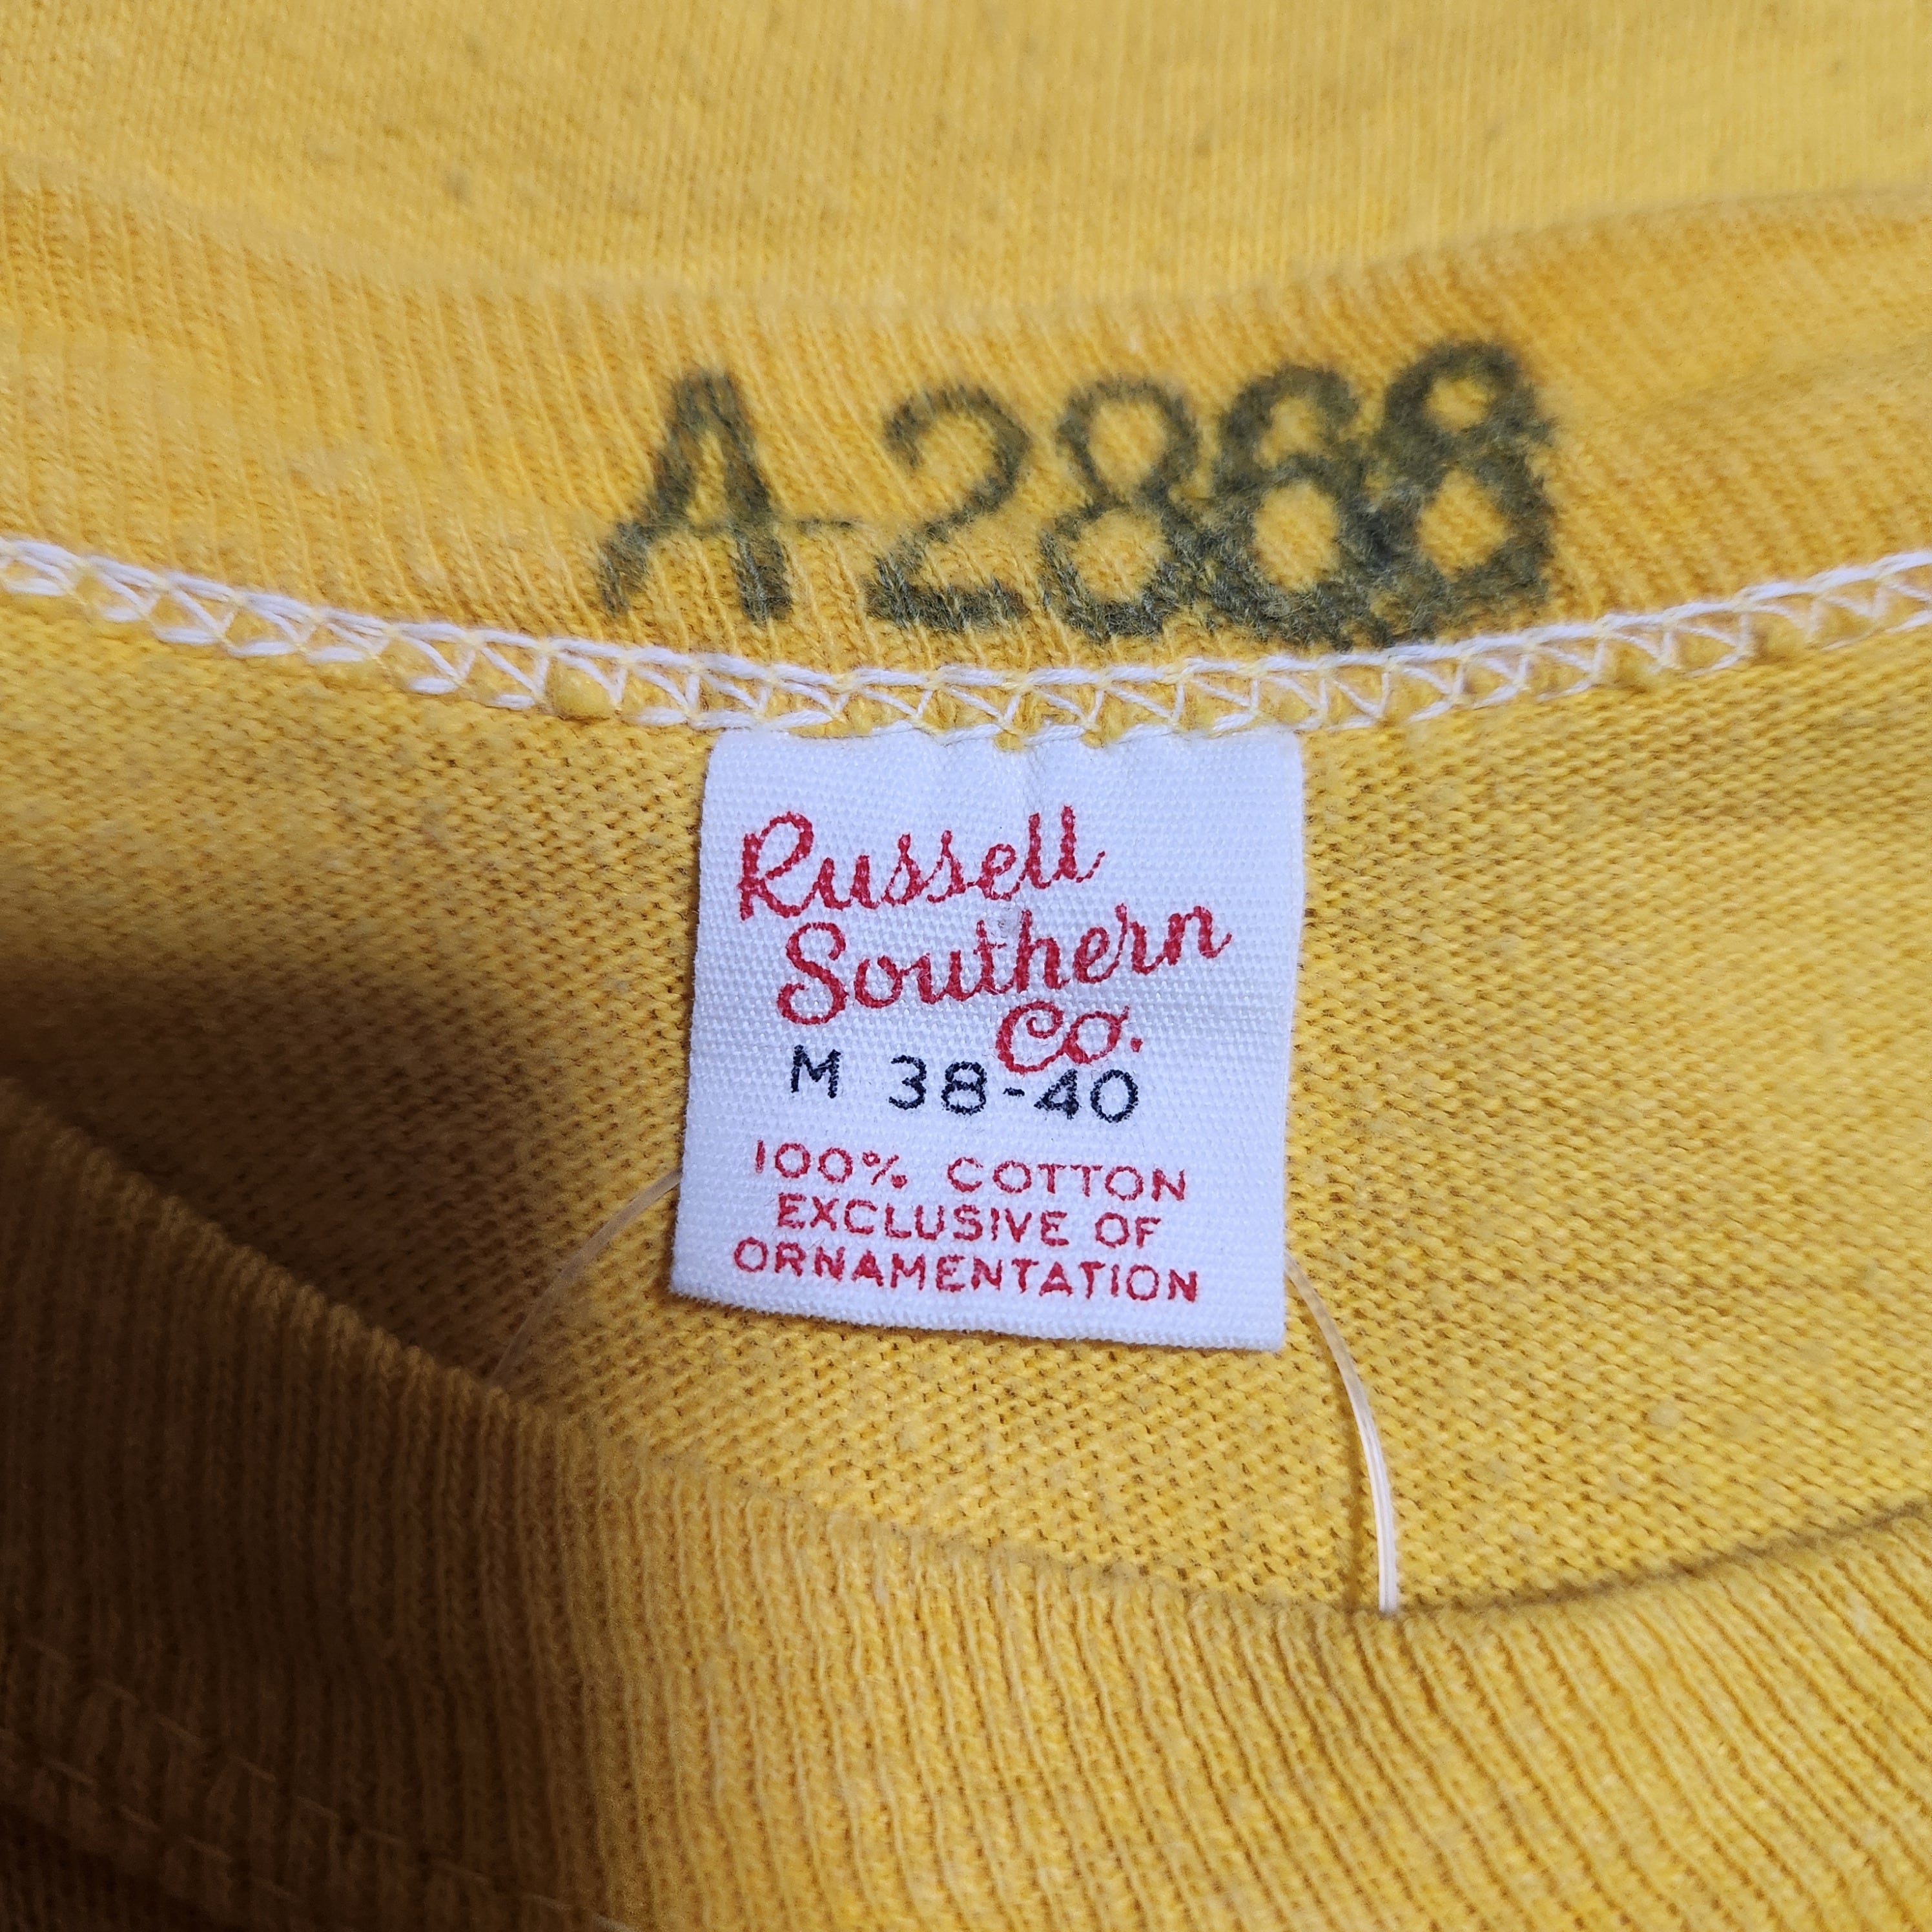 A-2868
Russell
Southern
Co.
M 38-40
100% COTTON
EXCLUSIVE OF
ORNAMENTATION